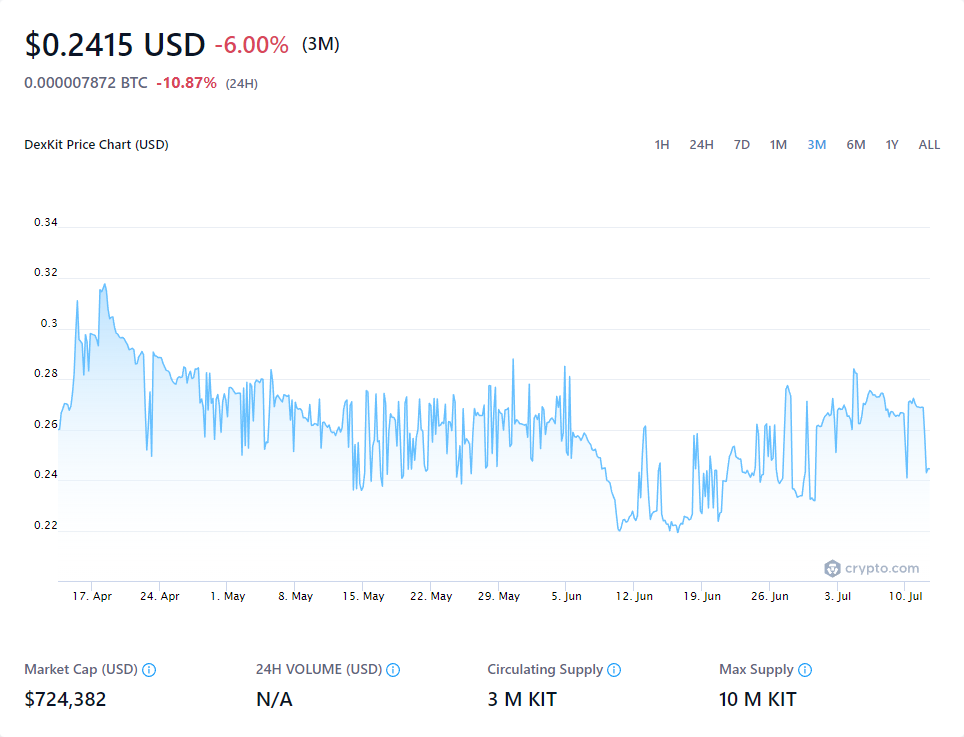 $0.2415 USD -6.00% (3M)
0.000007872 BTC -10.87% (24H)
DexKit Price Chart (USD) 1H 24H 7D 1M 3M 6M 1Y ALL
0.34
0.32
0.3
0.28
0.26
0.24
0.22
crypto.com
17. Apr 24. Apr 1. May 8. May 15. May 22. May 29. May 5. Jun 12. Jun 19. Jun 26. Jun 3. Jul 10. Jul
Market Cap (USD) 24H VOLUME (USD) Circulating Supply Max Supply
$724,382 N/A 3 M KIT 10 M KIT